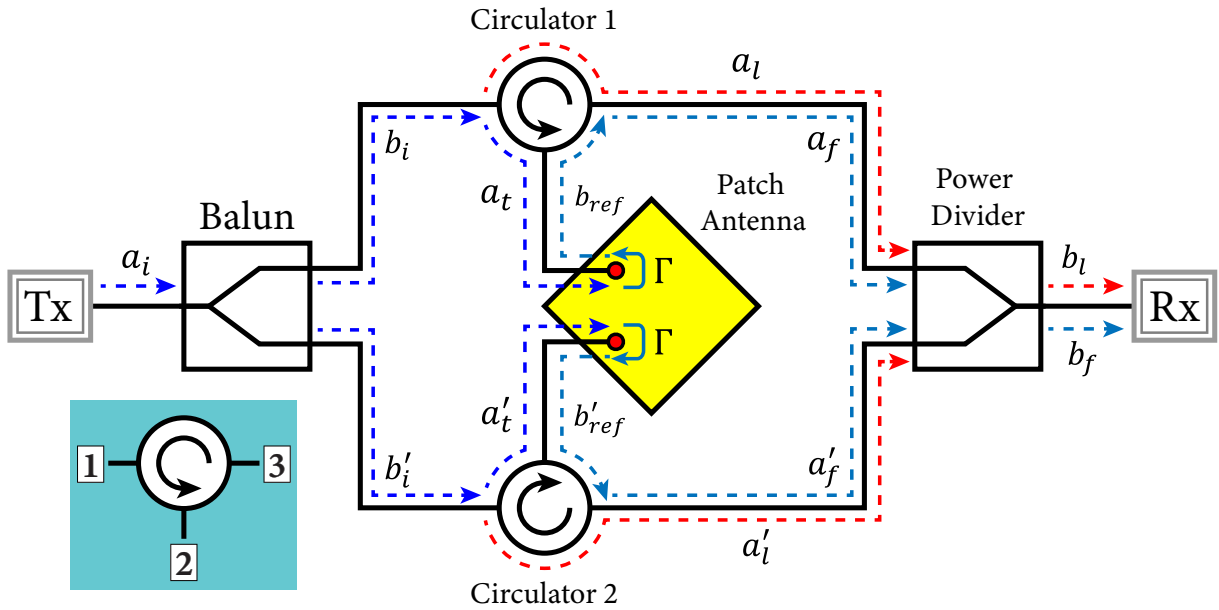 Circulator 1
a_l
b_i
a_f
a_t
b_ref
Patch
Antenna
Power
Divider
Balun
a_i
Γ
b_l
Tx
Rx
Γ
b_f
a′_t
b′_ref
1
3
b′_i
a′_f
2
a′_l
Circulator 2